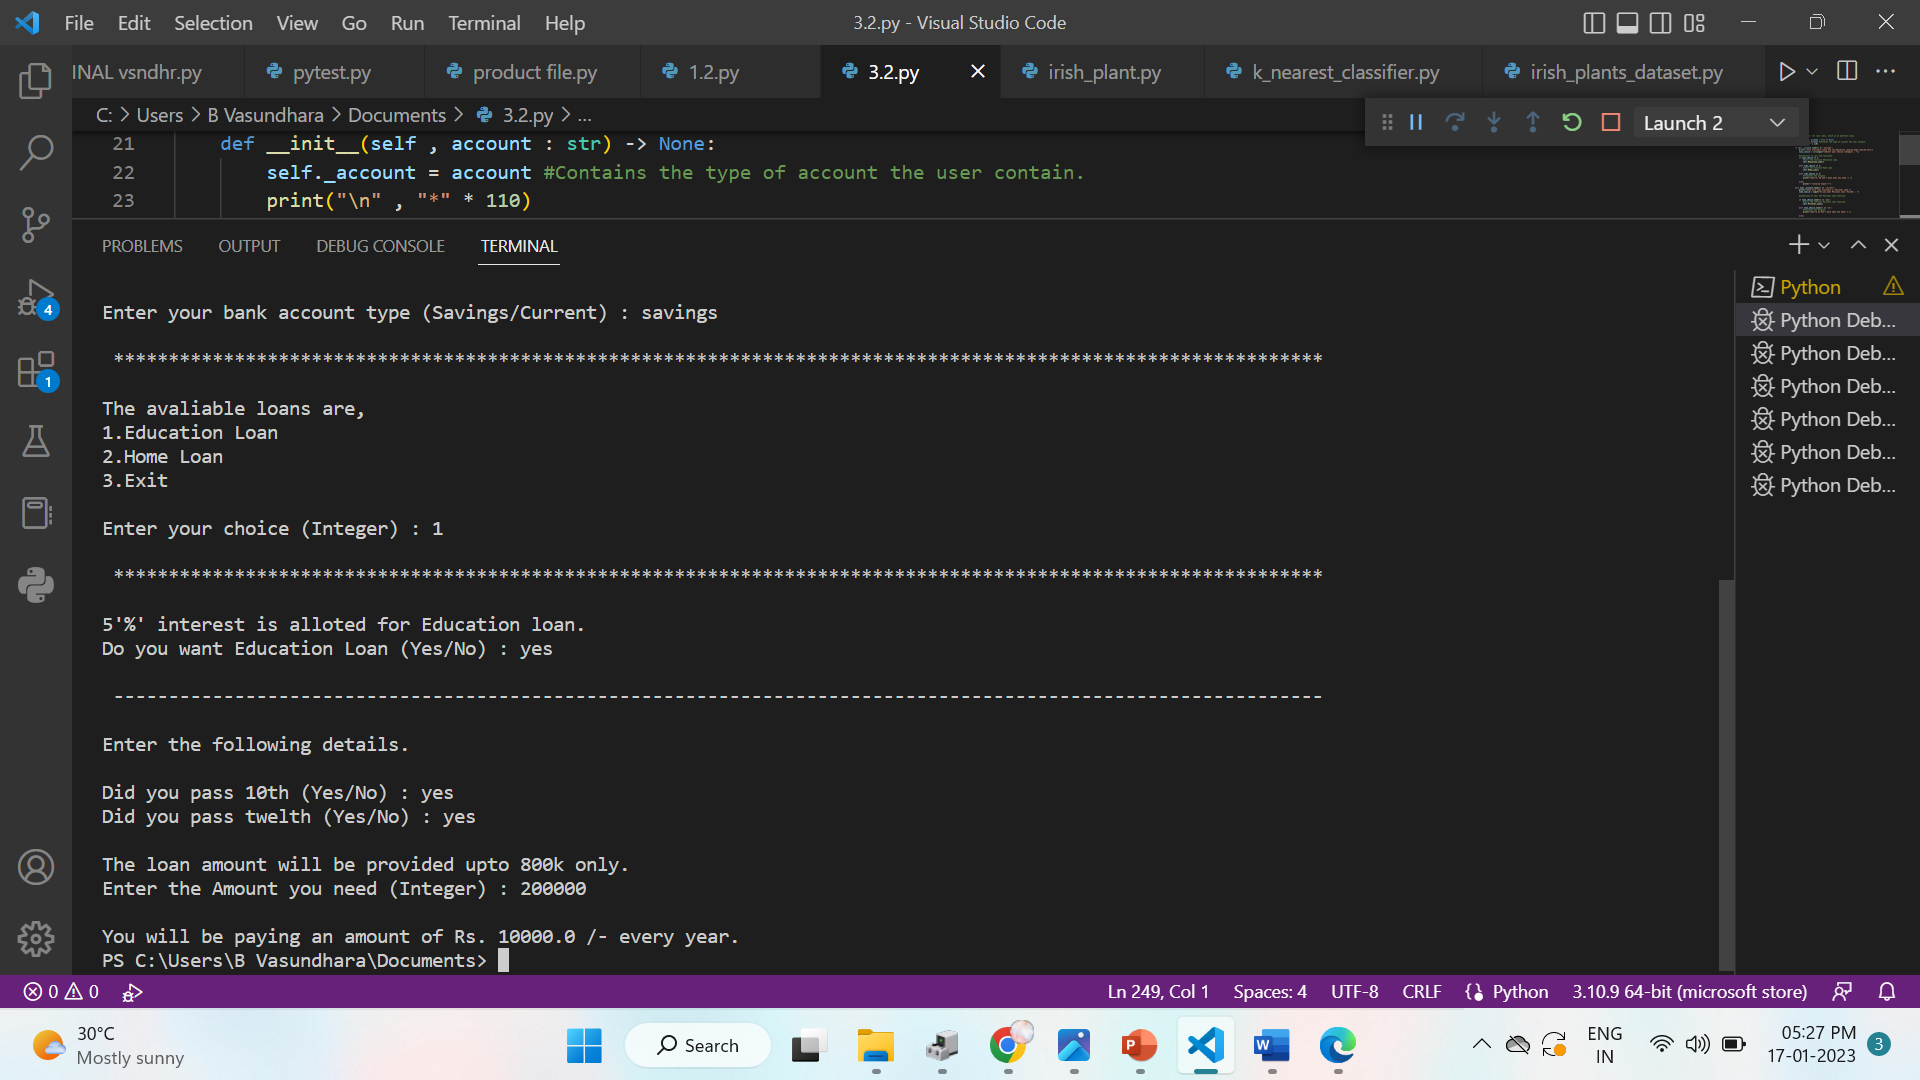 File Edit Selection View Go Run Terminal Help
3.2.py - Visual Studio Code
INAL vsndhr.py pytest.py product file.py 1.2.py 3.2.py irish_plant.py k_nearest_classifier.py irish_plants_dataset.py
C: > Users > B Vasundhara > Documents > 3.2.py > ...
Launch 2
21 def __init__(self , account : str) -> None:
22 self._account = account #Contains the type of account the user contain.
23 print("\n" , "*" * 110)
PROBLEMS OUTPUT DEBUG CONSOLE TERMINAL
Enter your bank account type (Savings/Current) : savings
**************************************************************************************************************
The avaliable loans are,
1.Education Loan
2.Home Loan
3.Exit
Enter your choice (Integer) : 1
**************************************************************************************************************
5'%' interest is alloted for Education loan.
Do you want Education Loan (Yes/No) : yes
--------------------------------------------------------------------------------------------------------------
Enter the following details.
Did you pass 10th (Yes/No) : yes
Did you pass twelth (Yes/No) : yes
The loan amount will be provided upto 800k only.
Enter the Amount you need (Integer) : 200000
You will be paying an amount of Rs. 10000.0 /- every year.
PS C:\Users\B Vasundhara\Documents>
Python
Python Deb...
Python Deb...
Python Deb...
Python Deb...
Python Deb...
Python Deb...
4
1
0 0
Ln 249, Col 1 Spaces: 4 UTF-8 CRLF Python 3.10.9 64-bit (microsoft store)
30°C
Mostly sunny
Search
ENG
IN
05:27 PM
17-01-2023
3